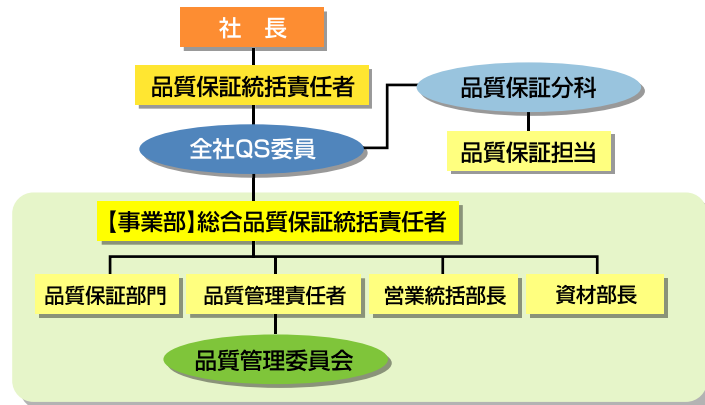 社　長
品質保証統括責任者
品質保証分科
全社QS委員
品質保証担当
【事業部】総合品質保証統括責任者
品質保証部門
品質管理責任者
営業統括部長
資材部長
品質管理委員会